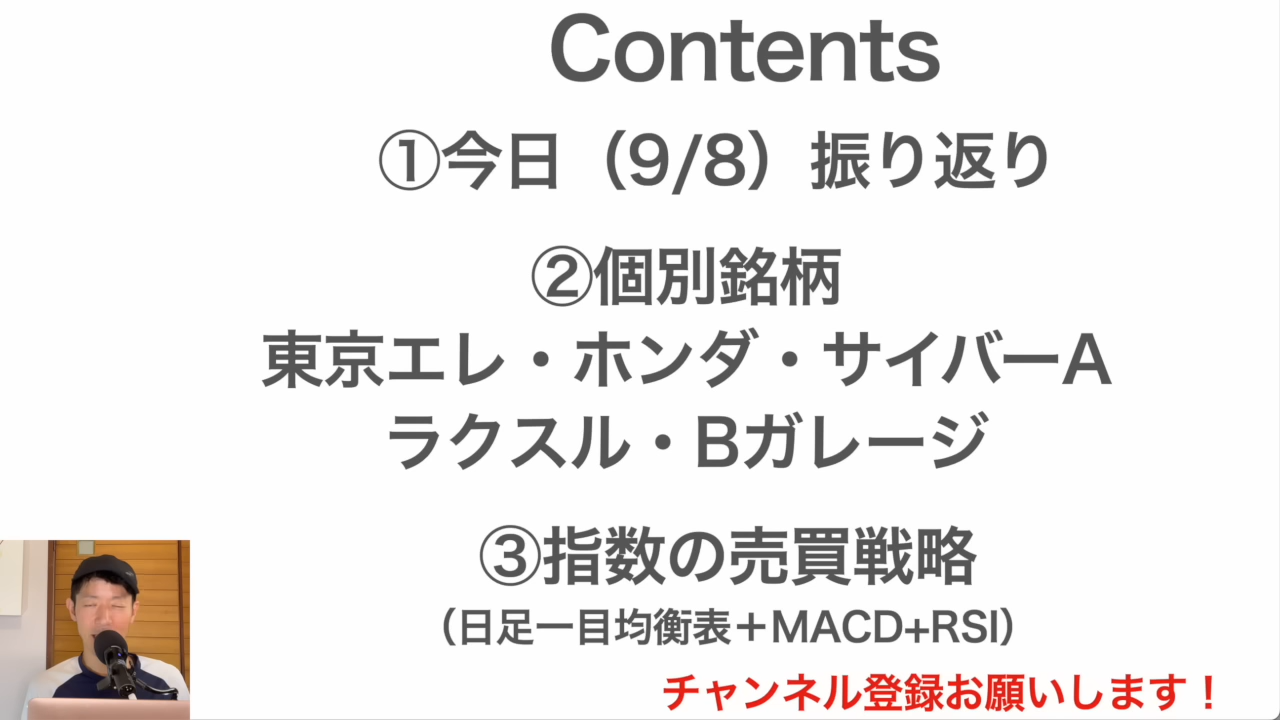 Contents
①今日（9/8）振り返り
②個別銘柄
東京エレ・ホンダ・サイバーA
ラクスル・Bガレージ
③指数の売買戦略
（日足一目均衡表＋MACD+RSI）
チャンネル登録お願いします！